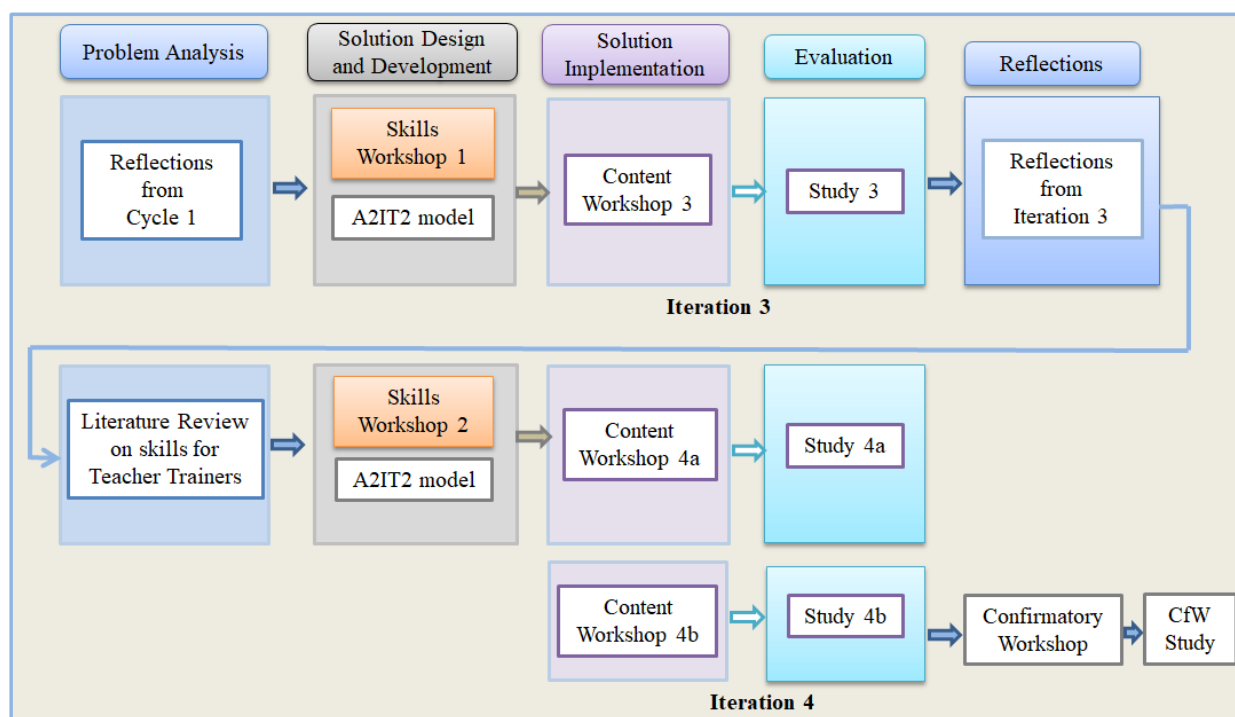 Problem Analysis
Solution Design
and Development
Solution
Implementation
Evaluation
Reflections
Reflections
from
Cycle 1
Skills
Workshop 1
A2IT2 model
Content
Workshop 3
Study 3
Reflections
from
Iteration 3
Iteration 3
Literature Review
on skills for
Teacher Trainers
Skills
Workshop 2
A2IT2 model
Content
Workshop 4a
Study 4a
Content
Workshop 4b
Study 4b
Confirmatory
Workshop
CfW
Study
Iteration 4